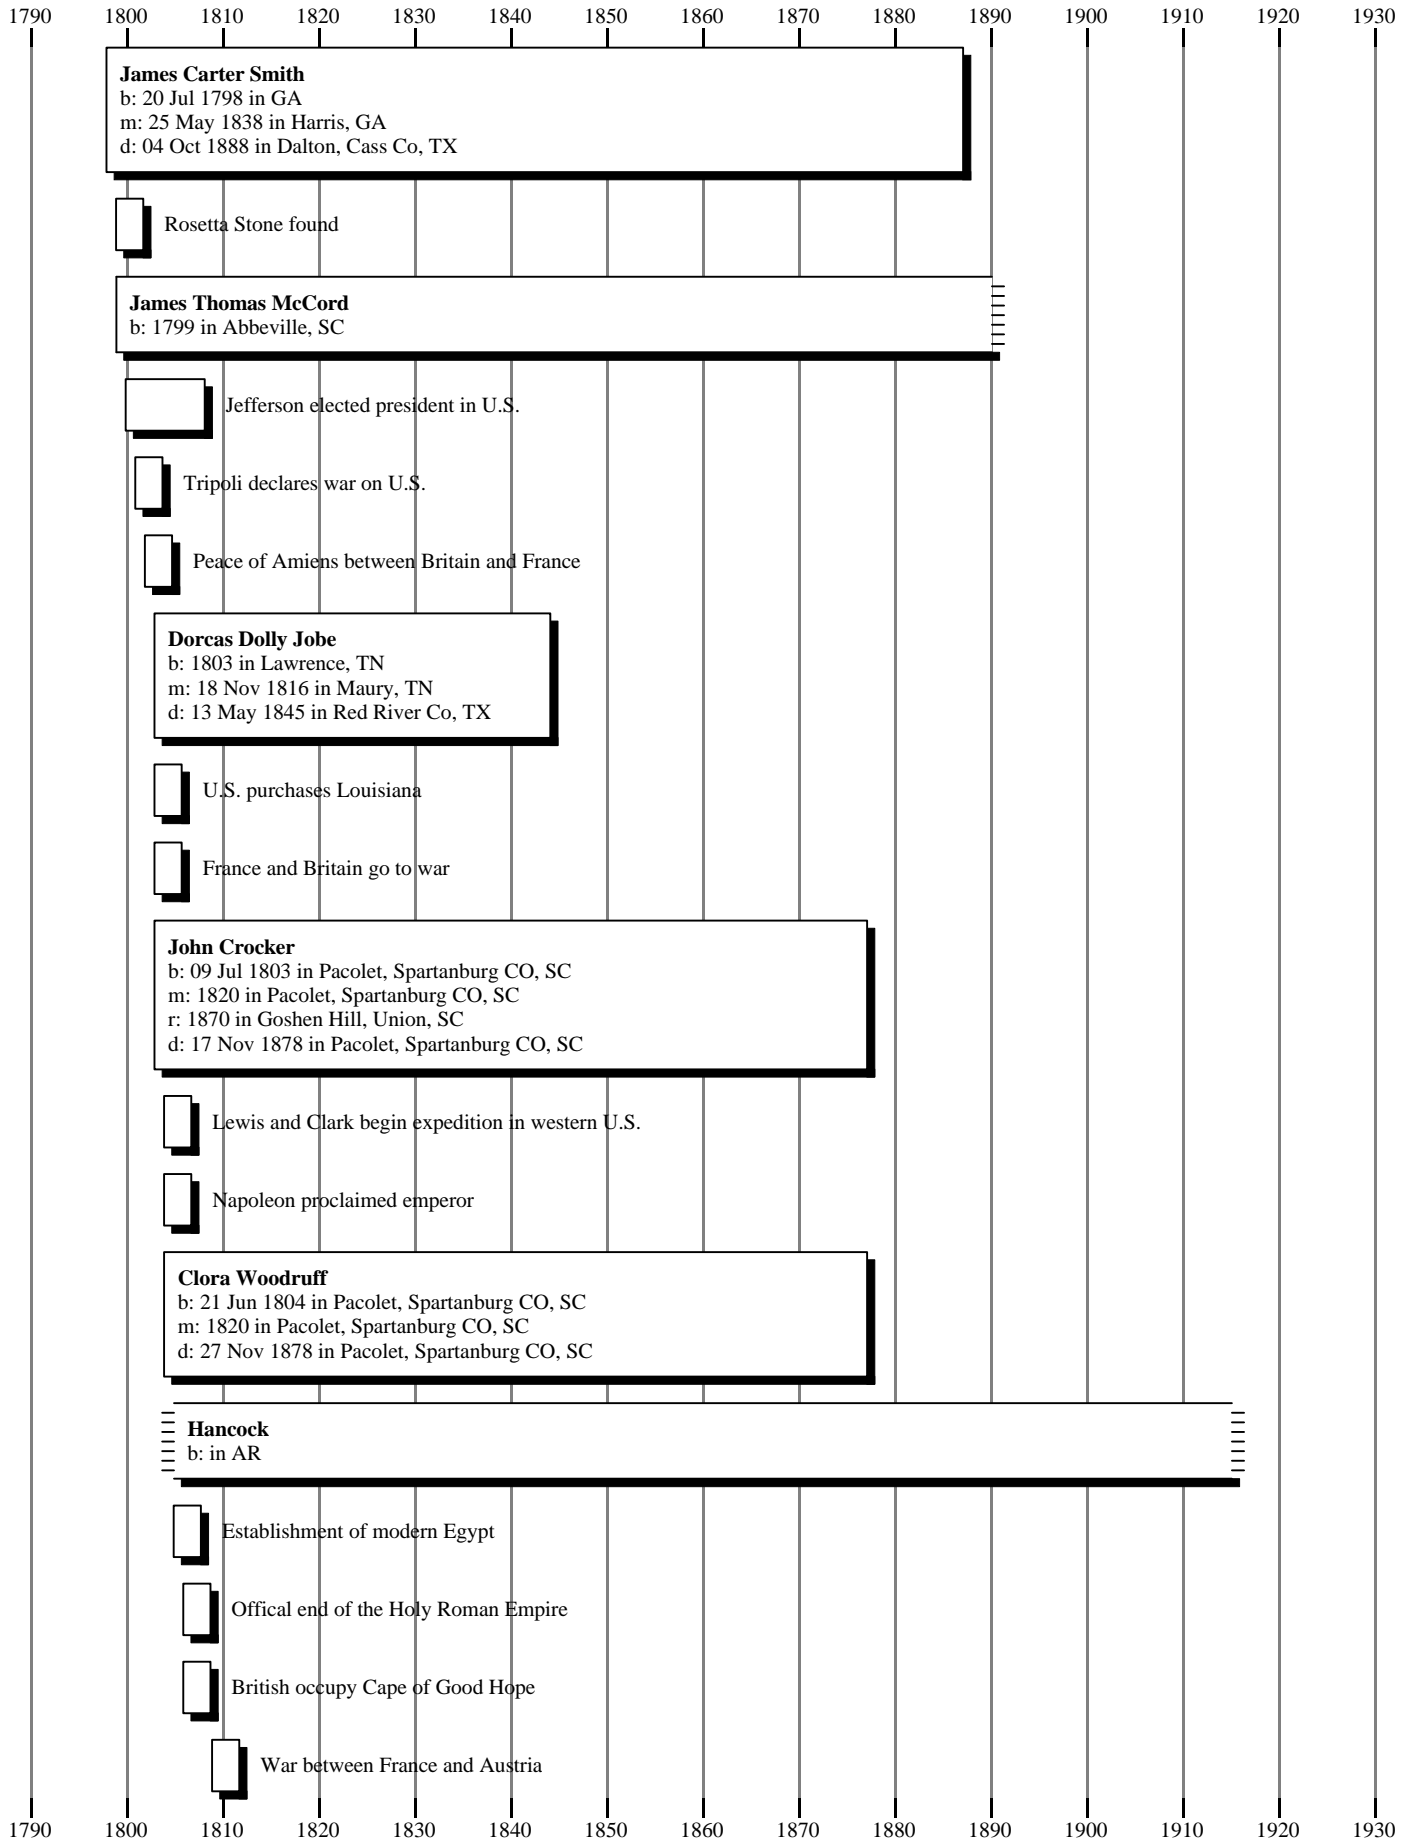 1790 1800 1810 1820 1830 1840 1850 1860 1870 1880 1890 1900 1910 1920 1930
James Carter Smith
b: 20 Jul 1798 in GA
m: 25 May 1838 in Harris, GA
d: 04 Oct 1888 in Dalton, Cass Co, TX
Rosetta Stone found
James Thomas McCord
b: 1799 in Abbeville, SC
Jefferson elected president in U.S.
Tripoli declares war on U.S.
Peace of Amiens between Britain and France
Dorcas Dolly Jobe
b: 1803 in Lawrence, TN
m: 18 Nov 1816 in Maury, TN
d: 13 May 1845 in Red River Co, TX
U.S. purchases Louisiana
France and Britain go to war
John Crocker
b: 09 Jul 1803 in Pacolet, Spartanburg CO, SC
m: 1820 in Pacolet, Spartanburg CO, SC
r: 1870 in Goshen Hill, Union, SC
d: 17 Nov 1878 in Pacolet, Spartanburg CO, SC
Lewis and Clark begin expedition in western U.S.
Napoleon proclaimed emperor
Clora Woodruff
b: 21 Jun 1804 in Pacolet, Spartanburg CO, SC
m: 1820 in Pacolet, Spartanburg CO, SC
d: 27 Nov 1878 in Pacolet, Spartanburg CO, SC
Hancock
b: in AR
Establishment of modern Egypt
Offical end of the Holy Roman Empire
British occupy Cape of Good Hope
War between France and Austria
1790 1800 1810 1820 1830 1840 1850 1860 1870 1880 1890 1900 1910 1920 1930